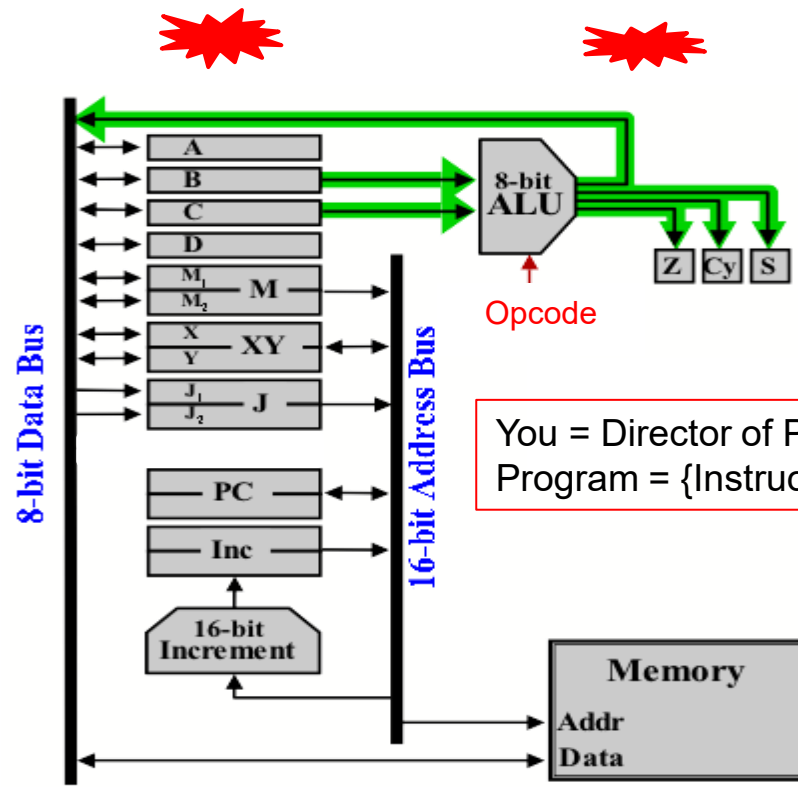 A
B
C
D
M₁
M₂
M
X
Y
XY
J₁
J₂
J
PC
Inc
16-bit
Increment
8-bit Data Bus
16-bit Address Bus
8-bit
ALU
Opcode
Z
Cy
S
You = Director of
Program =
Memory
Addr
Data